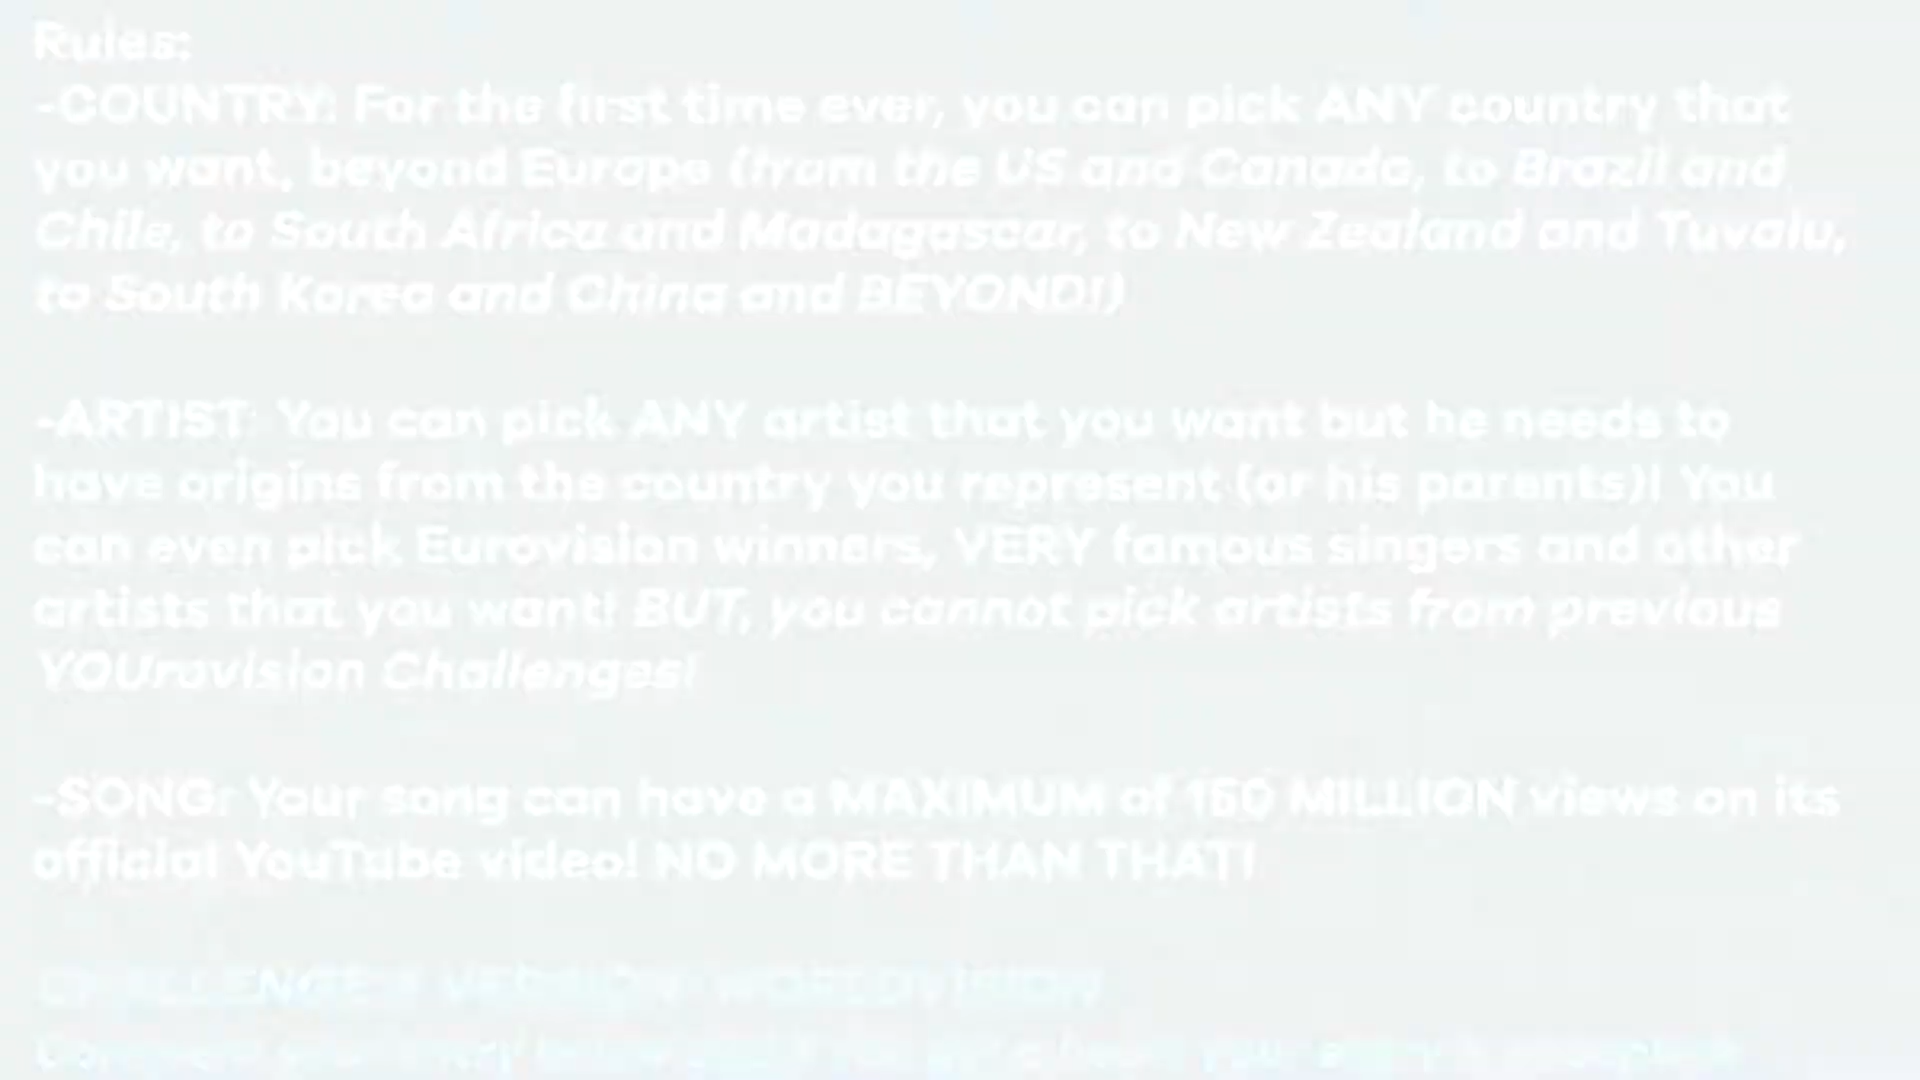 Rules:
-COUNTRY: For the first time ever, you can pick ANY country that
you want, beyond Europe (from the US and Canada, to Brazil and
Chile, to South Africa and Madagascar, to New Zealand and Tuvalu,
to South Korea and China and BEYOND!)
-ARTIST: You can pick ANY artist that you want but he needs to
have origins from the country you represent (or his parents)! You
can even pick Eurovision winners, VERY famous singers and other
artists that you want! BUT, you cannot pick artists from previous
YOUrovision Challenges!
-SONG: Your song can have a MAXIMUM of 150 MILLION views on its
official YouTube video! NO MORE THAN THAT!
VERSION: WORLDVISION